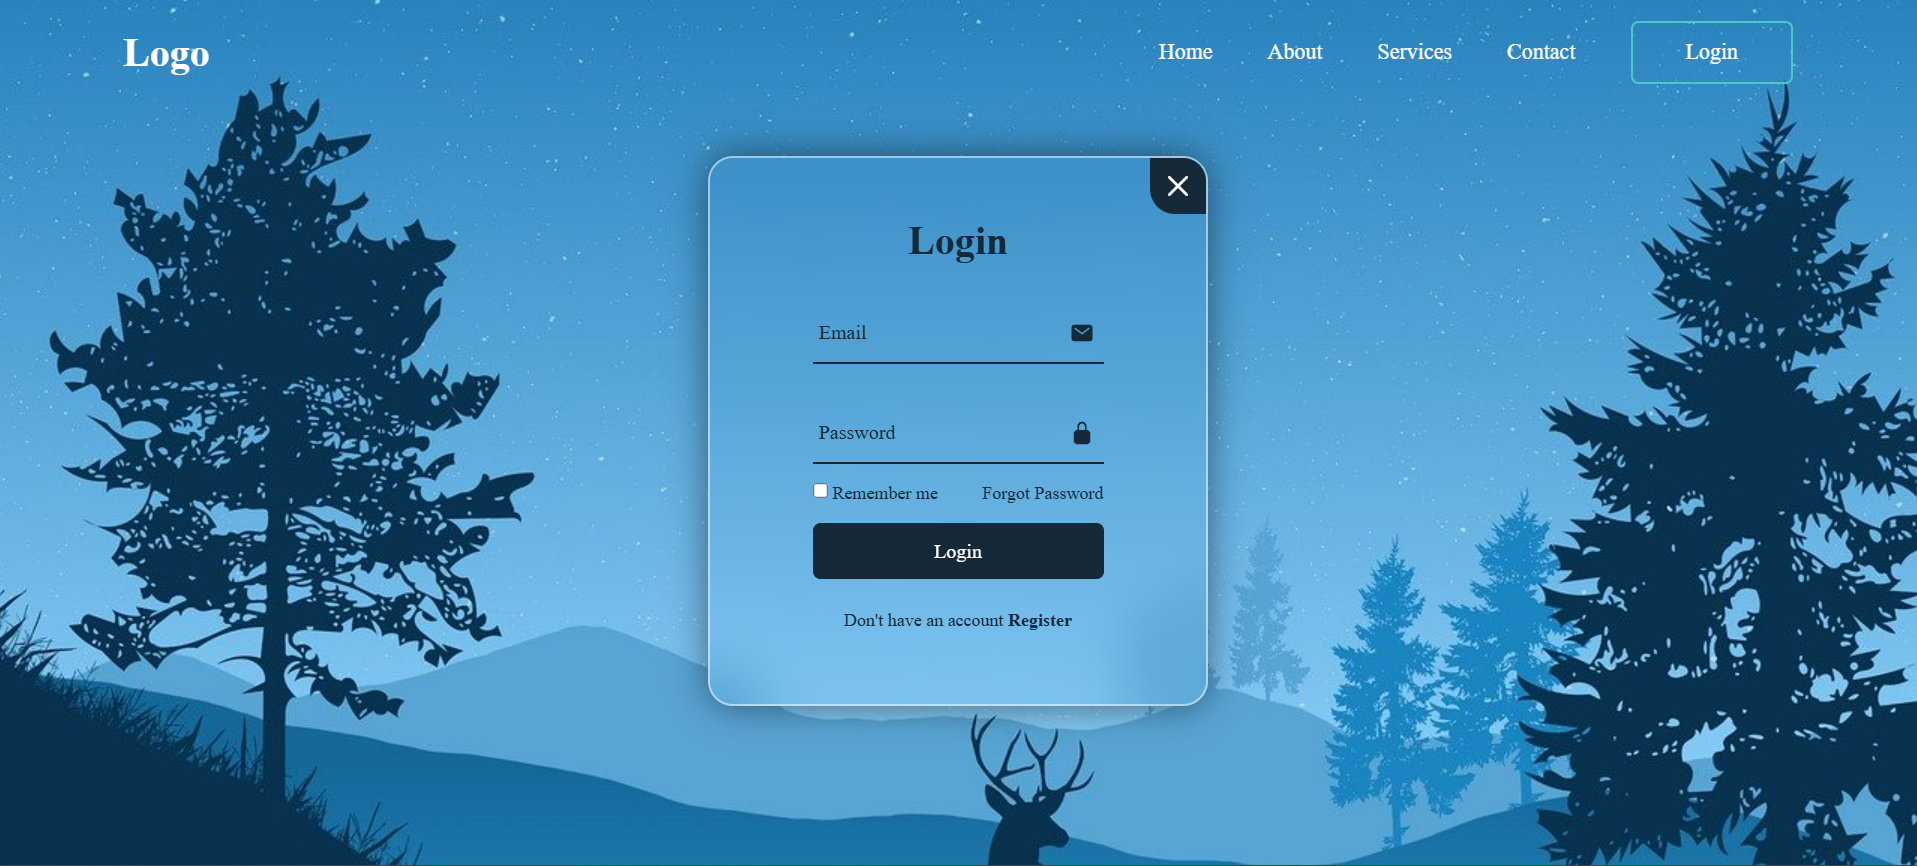 Logo
Home About Services Contact Login
Login
Email
Password
Remember me Forgot Password
Login
Don't have an account Register